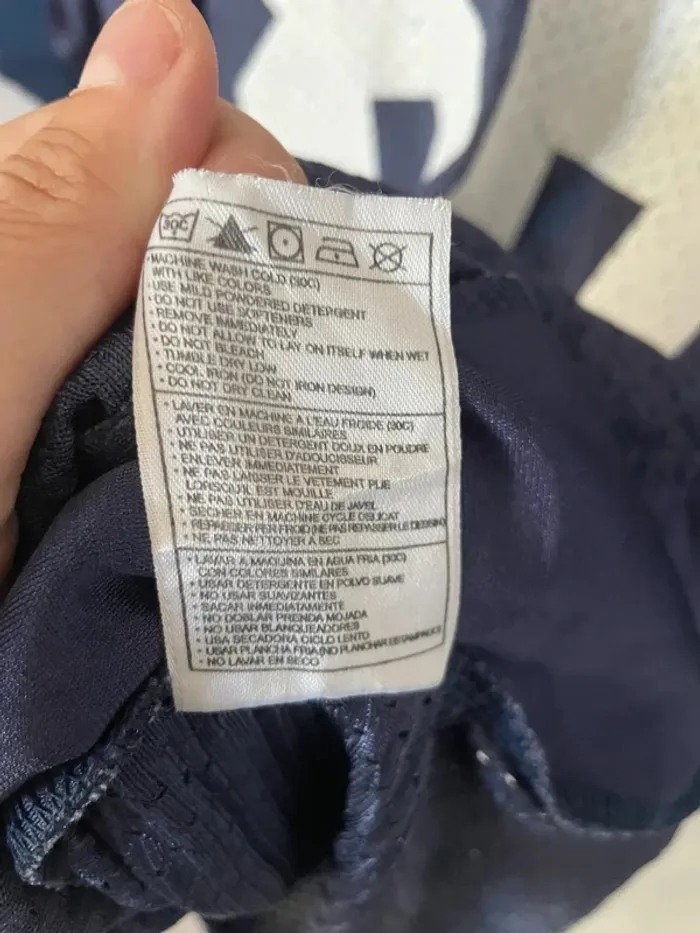 30C
• MACHINE WASH COLD (30C)
WITH LIKE COLORS
• USE MILD POWDERED DETERGENT
• DO NOT USE SOFTENERS
• REMOVE IMMEDIATELY
• DO NOT ALLOW TO LAY ON ITSELF WHEN WET
• DO NOT BLEACH
• TUMBLE DRY LOW
• COOL IRON (DO NOT IRON DESIGN)
• DO NOT DRY CLEAN
• LAVER EN MACHINE A L'EAU FROIDE (30C)
AVEC COULEURS SIMILAIRES
• UTILISER UN DETERGENT DOUX EN POUDRE
• NE PAS UTILISER D'ADOUCISSEUR
• ENLEVER IMMEDIATEMENT
• NE PAS LAISSER LE VETEMENT PLIE
LORSQU'IL EST MOUILLE
• NE PAS UTILISER D'EAU DE JAVEL
• SECHER EN MACHINE CYCLE DELICAT
• REPASSER FER FROID (NE PAS REPASSER LE DESSIN)
• NE PAS NETTOYER A SEC
• LAVAR A MAQUINA EN AGUA FRIA (30C)
CON COLORES SIMILARES
• USAR DETERGENTE EN POLVO SUAVE
• NO USAR SUAVIZANTES
• SACAR INMEDIATAMENTE
• NO DOBLAR PRENDA MOJADA
• NO USAR BLANQUEADORES
• USA SECADORA CICLO LENTO
• USAR PLANCHA FRIA (NO PLANCHAR ESTAMPADOS)
• NO LAVAR EN SECO